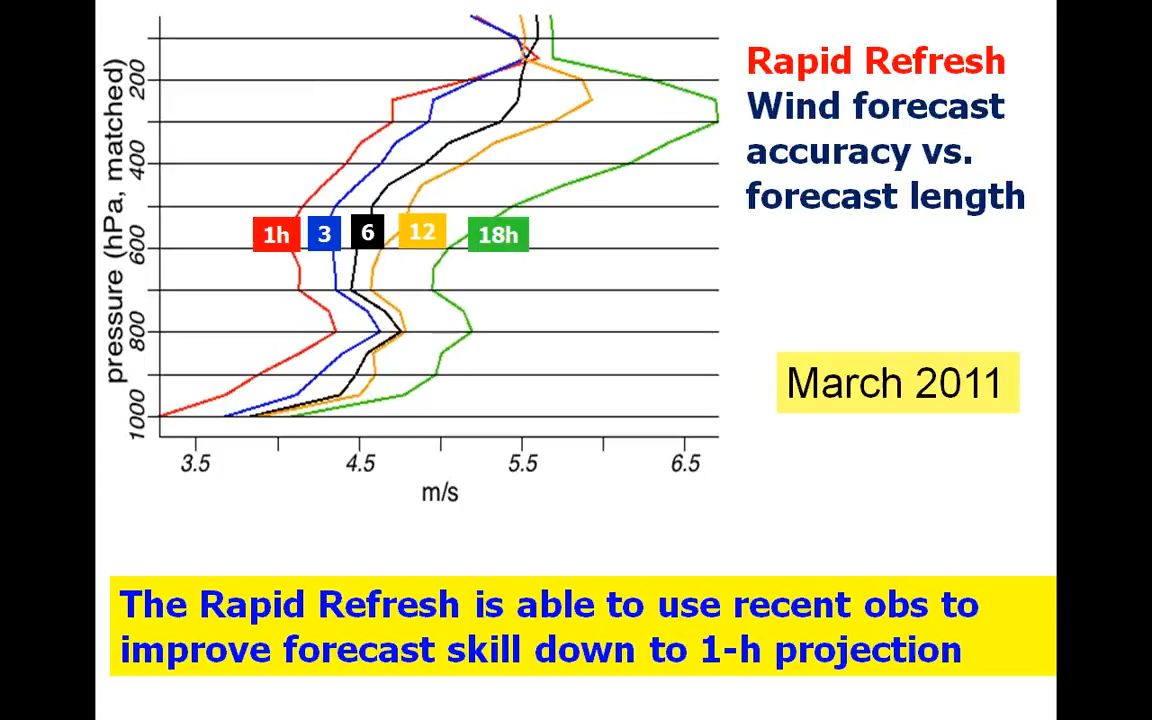 Rapid Refresh
Wind forecast
accuracy vs.
forecast length
pressure (hPa, matched)
200
400
600
800
1000
1h
3
6
12
18h
3.5
4.5
5.5
6.5
m/s
March 2011
The Rapid Refresh is able to use recent obs to
improve forecast skill down to 1-h projection